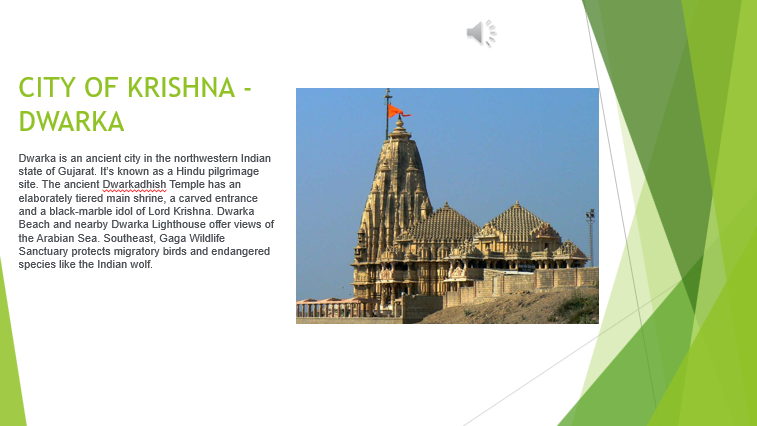 CITY OF KRISHNA -
DWARKA
Dwarka is an ancient city in the northwestern Indian
state of Gujarat. It's known as a Hindu pilgrimage
site. The ancient Dwarkadhish Temple has an
elaborately tiered main shrine, a carved entrance
and a black-marble idol of Lord Krishna. Dwarka
Beach and nearby Dwarka Lighthouse offer views of
the Arabian Sea. Southeast, Gaga Wildlife
Sanctuary protects migratory birds and endangered
species like the Indian wolf.